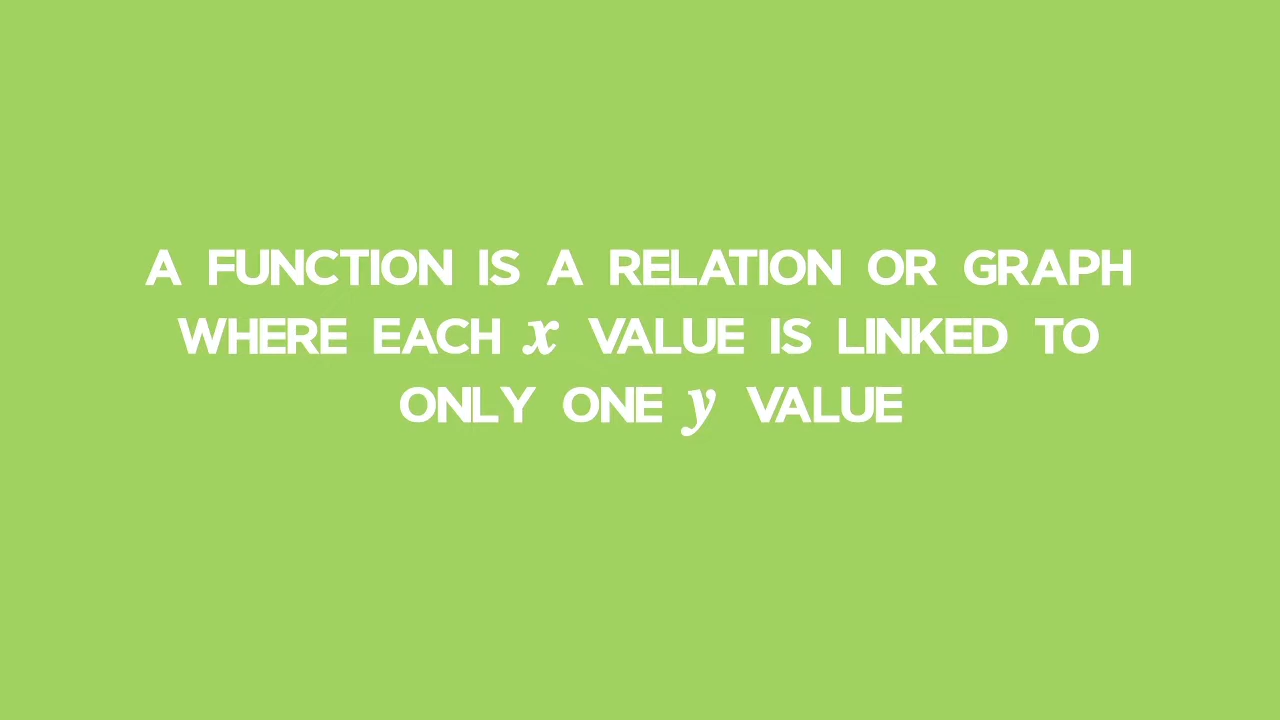 A FUNCTION IS A RELATION OR GRAPH
WHERE EACH x VALUE IS LINKED TO
ONLY ONE y VALUE